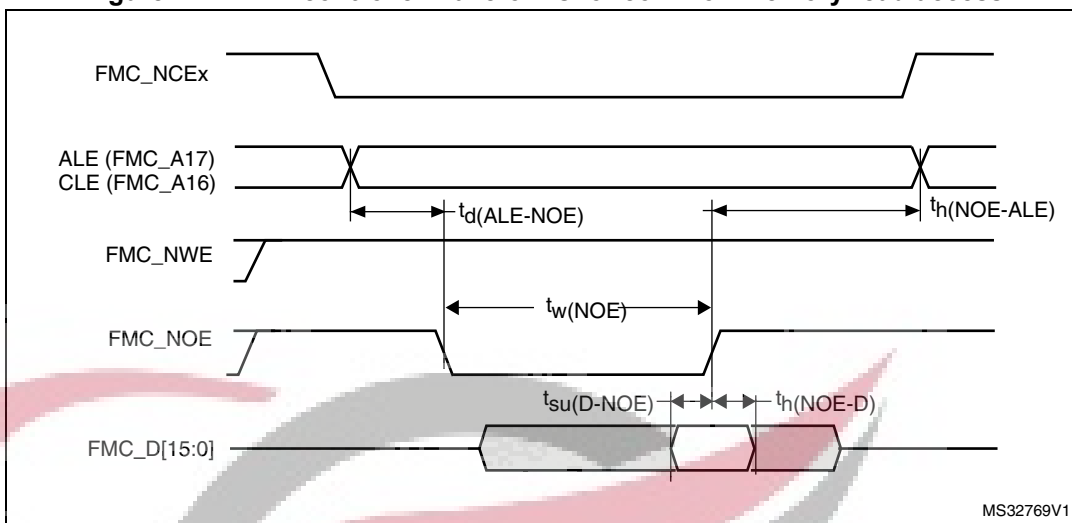 FMC_NCEx
ALE (FMC_A17)
CLE (FMC_A16)
td(ALE-NOE)
th(NOE-ALE)
FMC_NWE
tw(NOE)
FMC_NOE
tsu(D-NOE)
th(NOE-D)
FMC_D[15:0]
MS32769V1